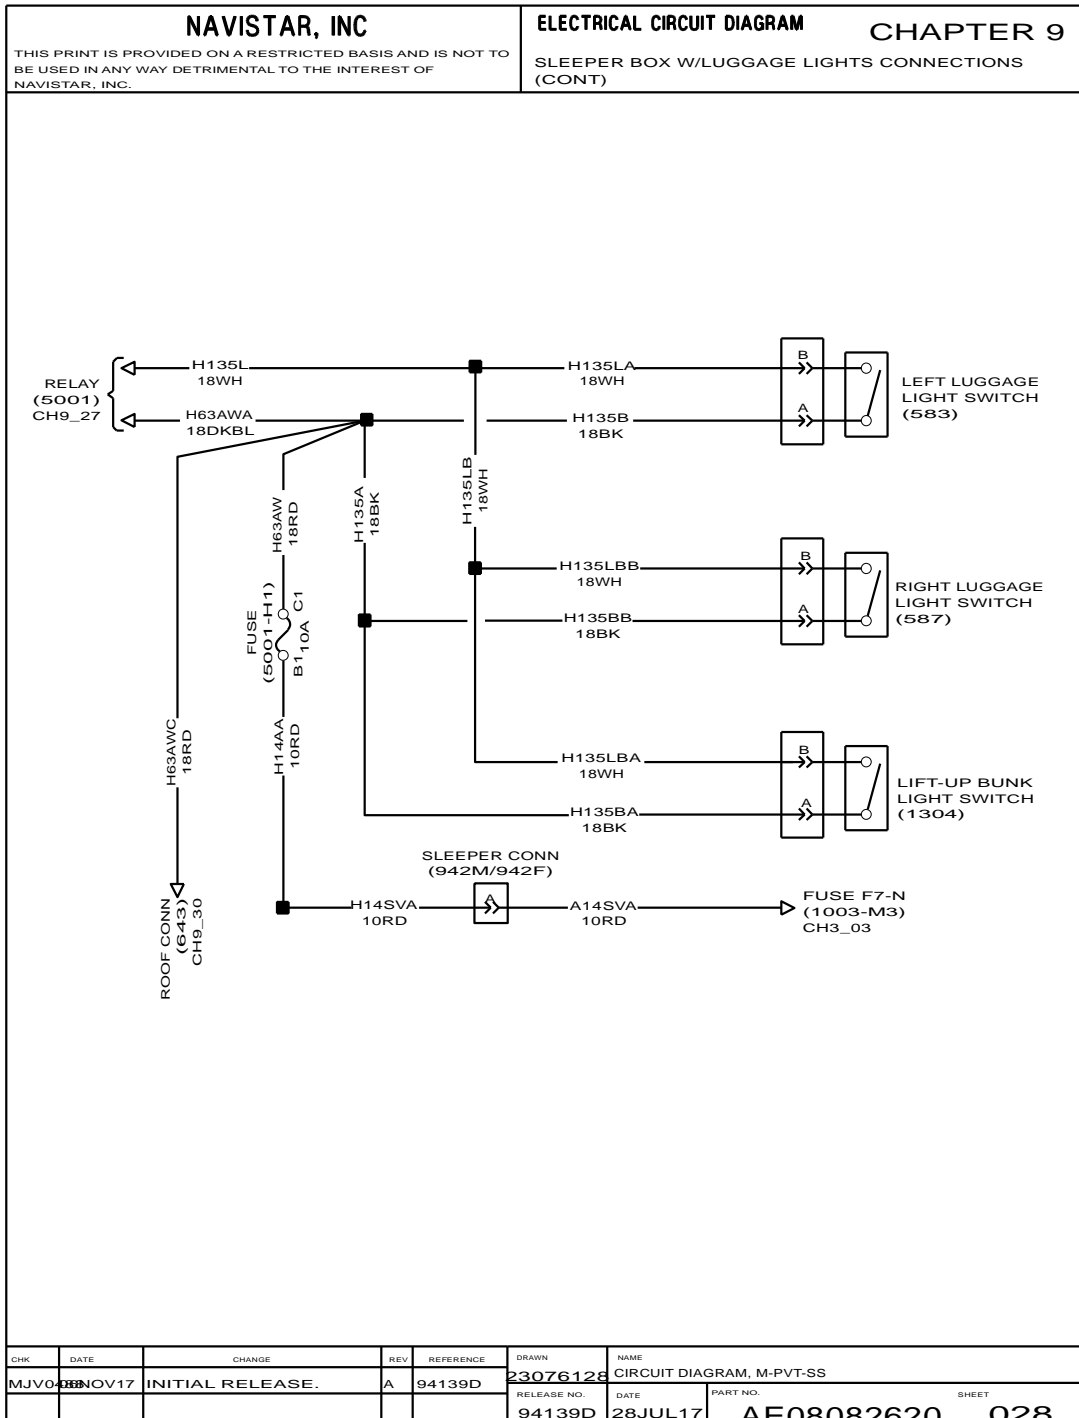 NAVISTAR, INC
THIS PRINT IS PROVIDED ON A RESTRICTED BASIS AND IS NOT TO
BE USED IN ANY WAY DETRIMENTAL TO THE INTEREST OF
NAVISTAR, INC.
ELECTRICAL CIRCUIT DIAGRAM
CHAPTER 9
SLEEPER BOX W/LUGGAGE LIGHTS CONNECTIONS
(CONT)
RELAY
(5001)
CH9_27
H135L
18WH
H63AWA
18DKBL
H135LA
18WH
H135B
18BK
B
A
LEFT LUGGAGE
LIGHT SWITCH
(583)
H63AW
18RD
H135A
18BK
H135LB
18WH
H135LBB
18WH
H135BB
18BK
B
A
RIGHT LUGGAGE
LIGHT SWITCH
(587)
FUSE
(5001-H1)
B1
10A
C1
H63AWC
18RD
H14AA
10RD
H135LBA
18WH
H135BA
18BK
B
A
LIFT-UP BUNK
LIGHT SWITCH
(1304)
SLEEPER CONN
(942M/942F)
A
H14SVA
10RD
A14SVA
10RD
FUSE F7-N
(1003-M3)
CH3_03
ROOF CONN
(643)
CH9_30
CHK
DATE
CHANGE
REV
REFERENCE
INITIAL RELEASE.
A
94139D
DRAWN
23076128
NAME
CIRCUIT DIAGRAM, M-PVT-SS
RELEASE NO.
94139D
DATE
28JUL17
PART NO.
AE08082620
SHEET
028